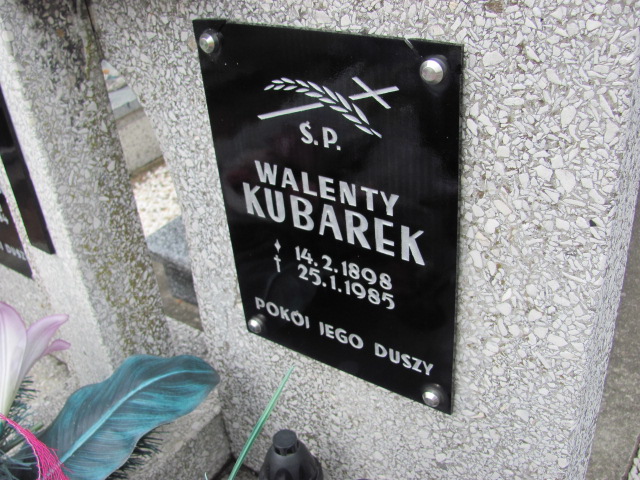 Ś.P.
WALENTY
KUBAREK
14.2.1898
25.1.1985
POKÓJ JEGO DUSZY